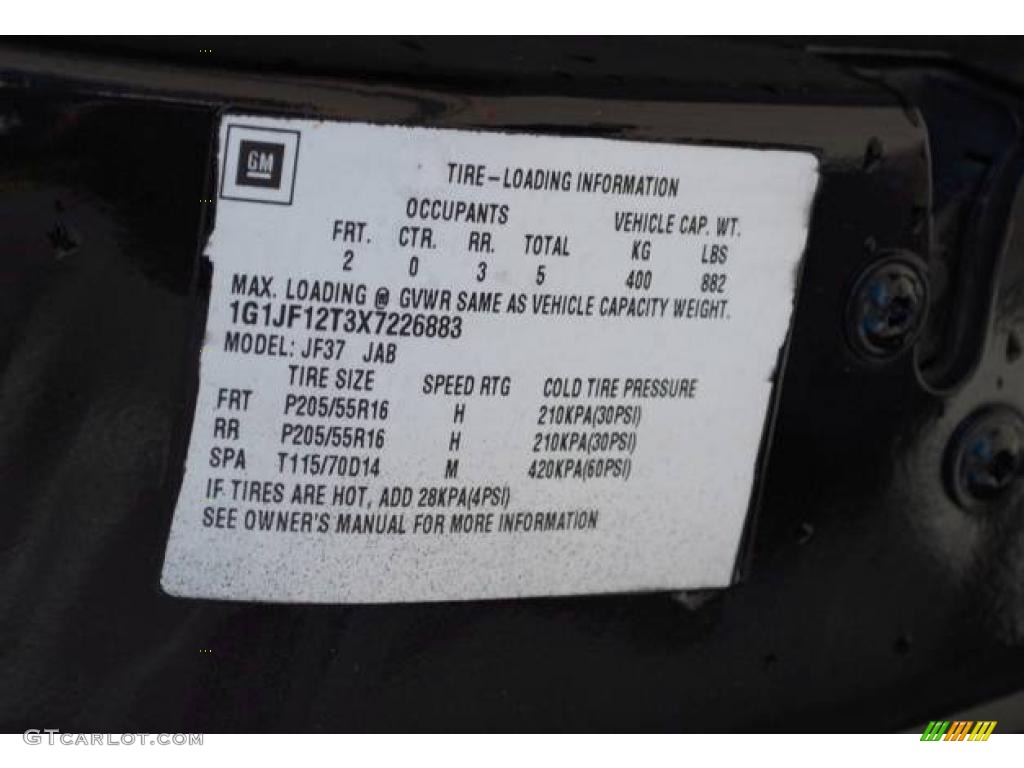 GM
TIRE-LOADING INFORMATION
OCCUPANTS VEHICLE CAP. WT.
FRT. CTR. RR. TOTAL KG LBS
2 0 3 5 400 882
MAX. LOADING @ GVWR SAME AS VEHICLE CAPACITY WEIGHT.
1G1JF12T3X7226883
MODEL: JF37 JAB
TIRE SIZE SPEED RTG COLD TIRE PRESSURE
FRT P205/55R16 H 210KPA(30PSI)
RR P205/55R16 H 210KPA(30PSI)
SPA T115/70D14 M 420KPA(60PSI)
IF TIRES ARE HOT, ADD 28KPA(4PSI)
SEE OWNER'S MANUAL FOR MORE INFORMATION
GTCarLot.com